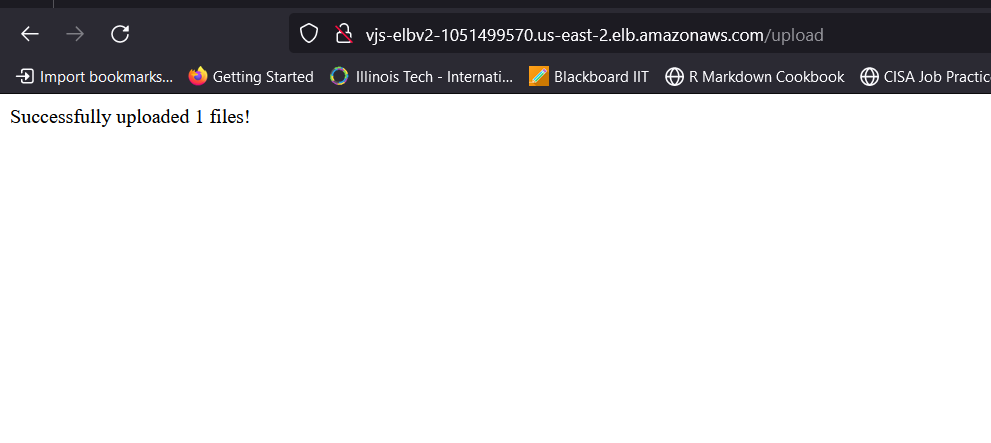 vjs-elbv2-1051499570.us-east-2.elb.amazonaws.com/upload
Import bookmarks... Getting Started Illinois Tech - Internati... Blackboard IIT R Markdown Cookbook CISA Job Practic
Successfully uploaded 1 files!